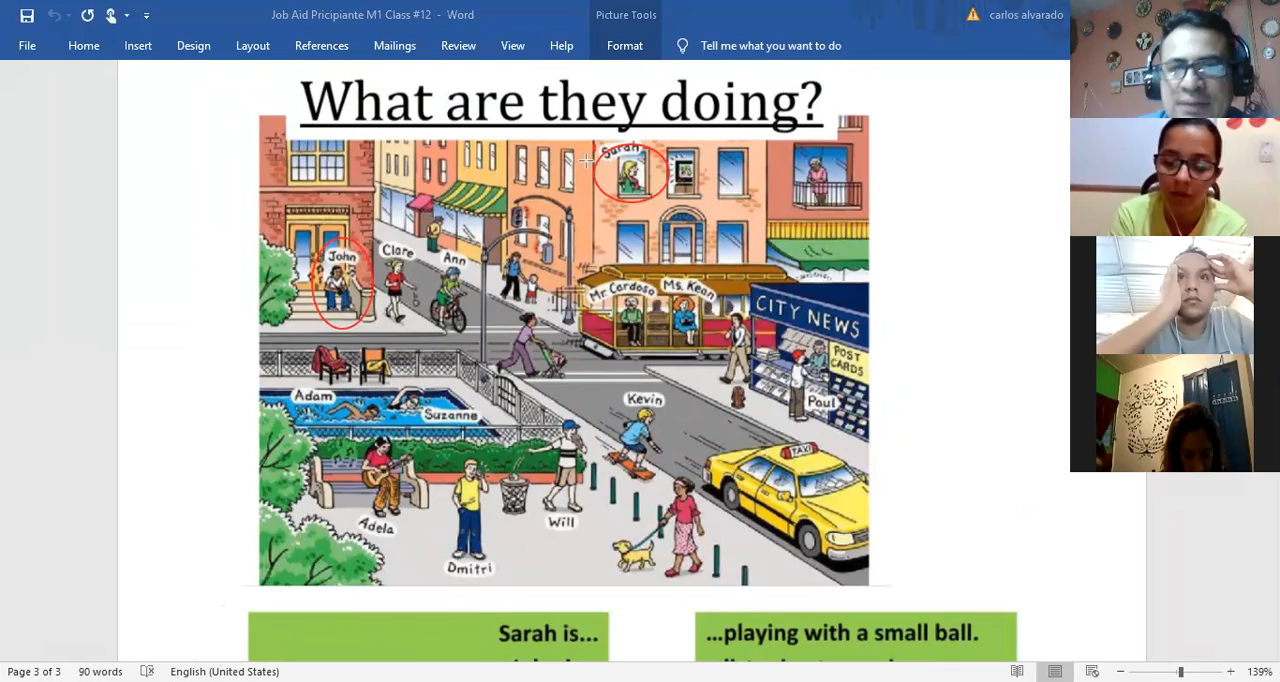 Job Aid Pricipiante M1 Class #12 - Word
Picture Tools
carlos alvarado
File Home Insert Design Layout References Mailings Review View Help Format Tell me what you want to do
What are they doing?
Sarah
John
Clare
Ann
Mr. Cardoso
Ms. Kean
CITY NEWS
POST
CARDS
Adam
Suzanne
Kevin
Paul
TAXI
Adela
Will
Dmitri
Sarah is...
...playing with a small ball.
Page 3 of 3 90 words English (United States) 139%